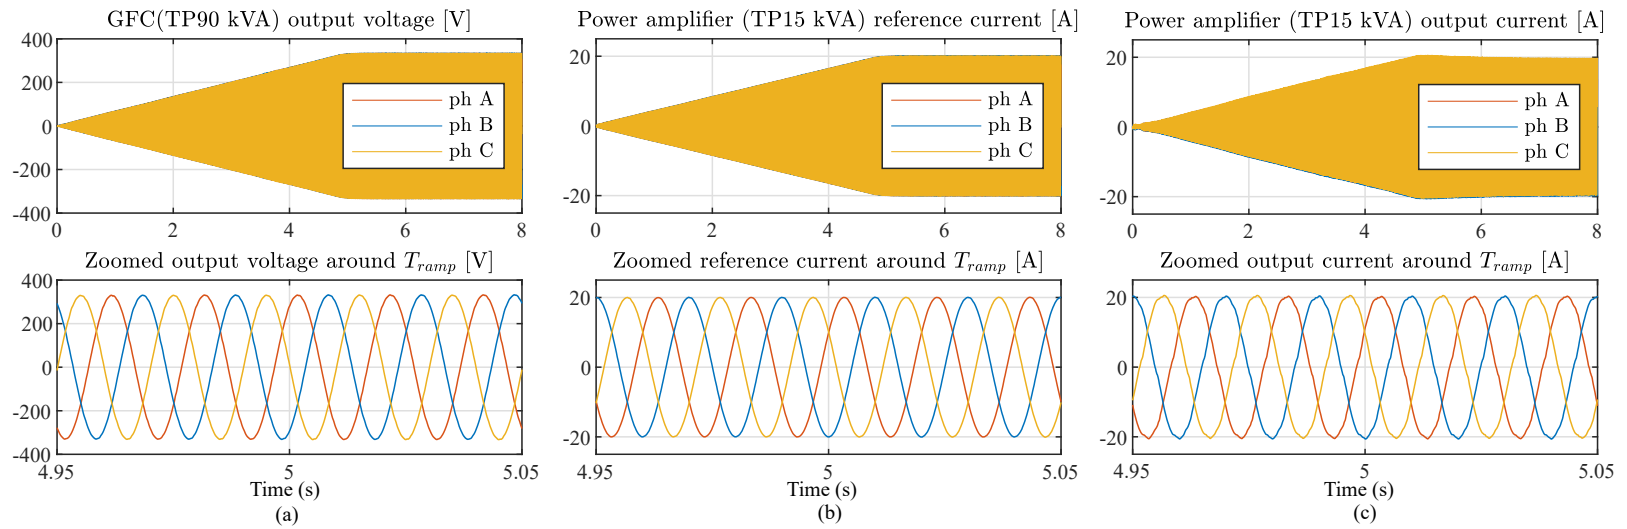 GFC(TP90 kVA) output voltage [V]
400
200
0
-200
-400
ph A
ph B
ph C
0 2 4 6 8
Zoomed output voltage around T_ramp [V]
400
200
0
-200
-400
4.95 5 5.05
Time (s)
(a)
Power amplifier (TP15 kVA) reference current [A]
20
0
-20
ph A
ph B
ph C
0 2 4 6 8
Zoomed reference current around T_ramp [A]
20
0
-20
4.95 5 5.05
Time (s)
(b)
Power amplifier (TP15 kVA) output current [A]
20
0
-20
ph A
ph B
ph C
0 2 4 6 8
Zoomed output current around T_ramp [A]
20
0
-20
4.95 5 5.05
Time (s)
(c)